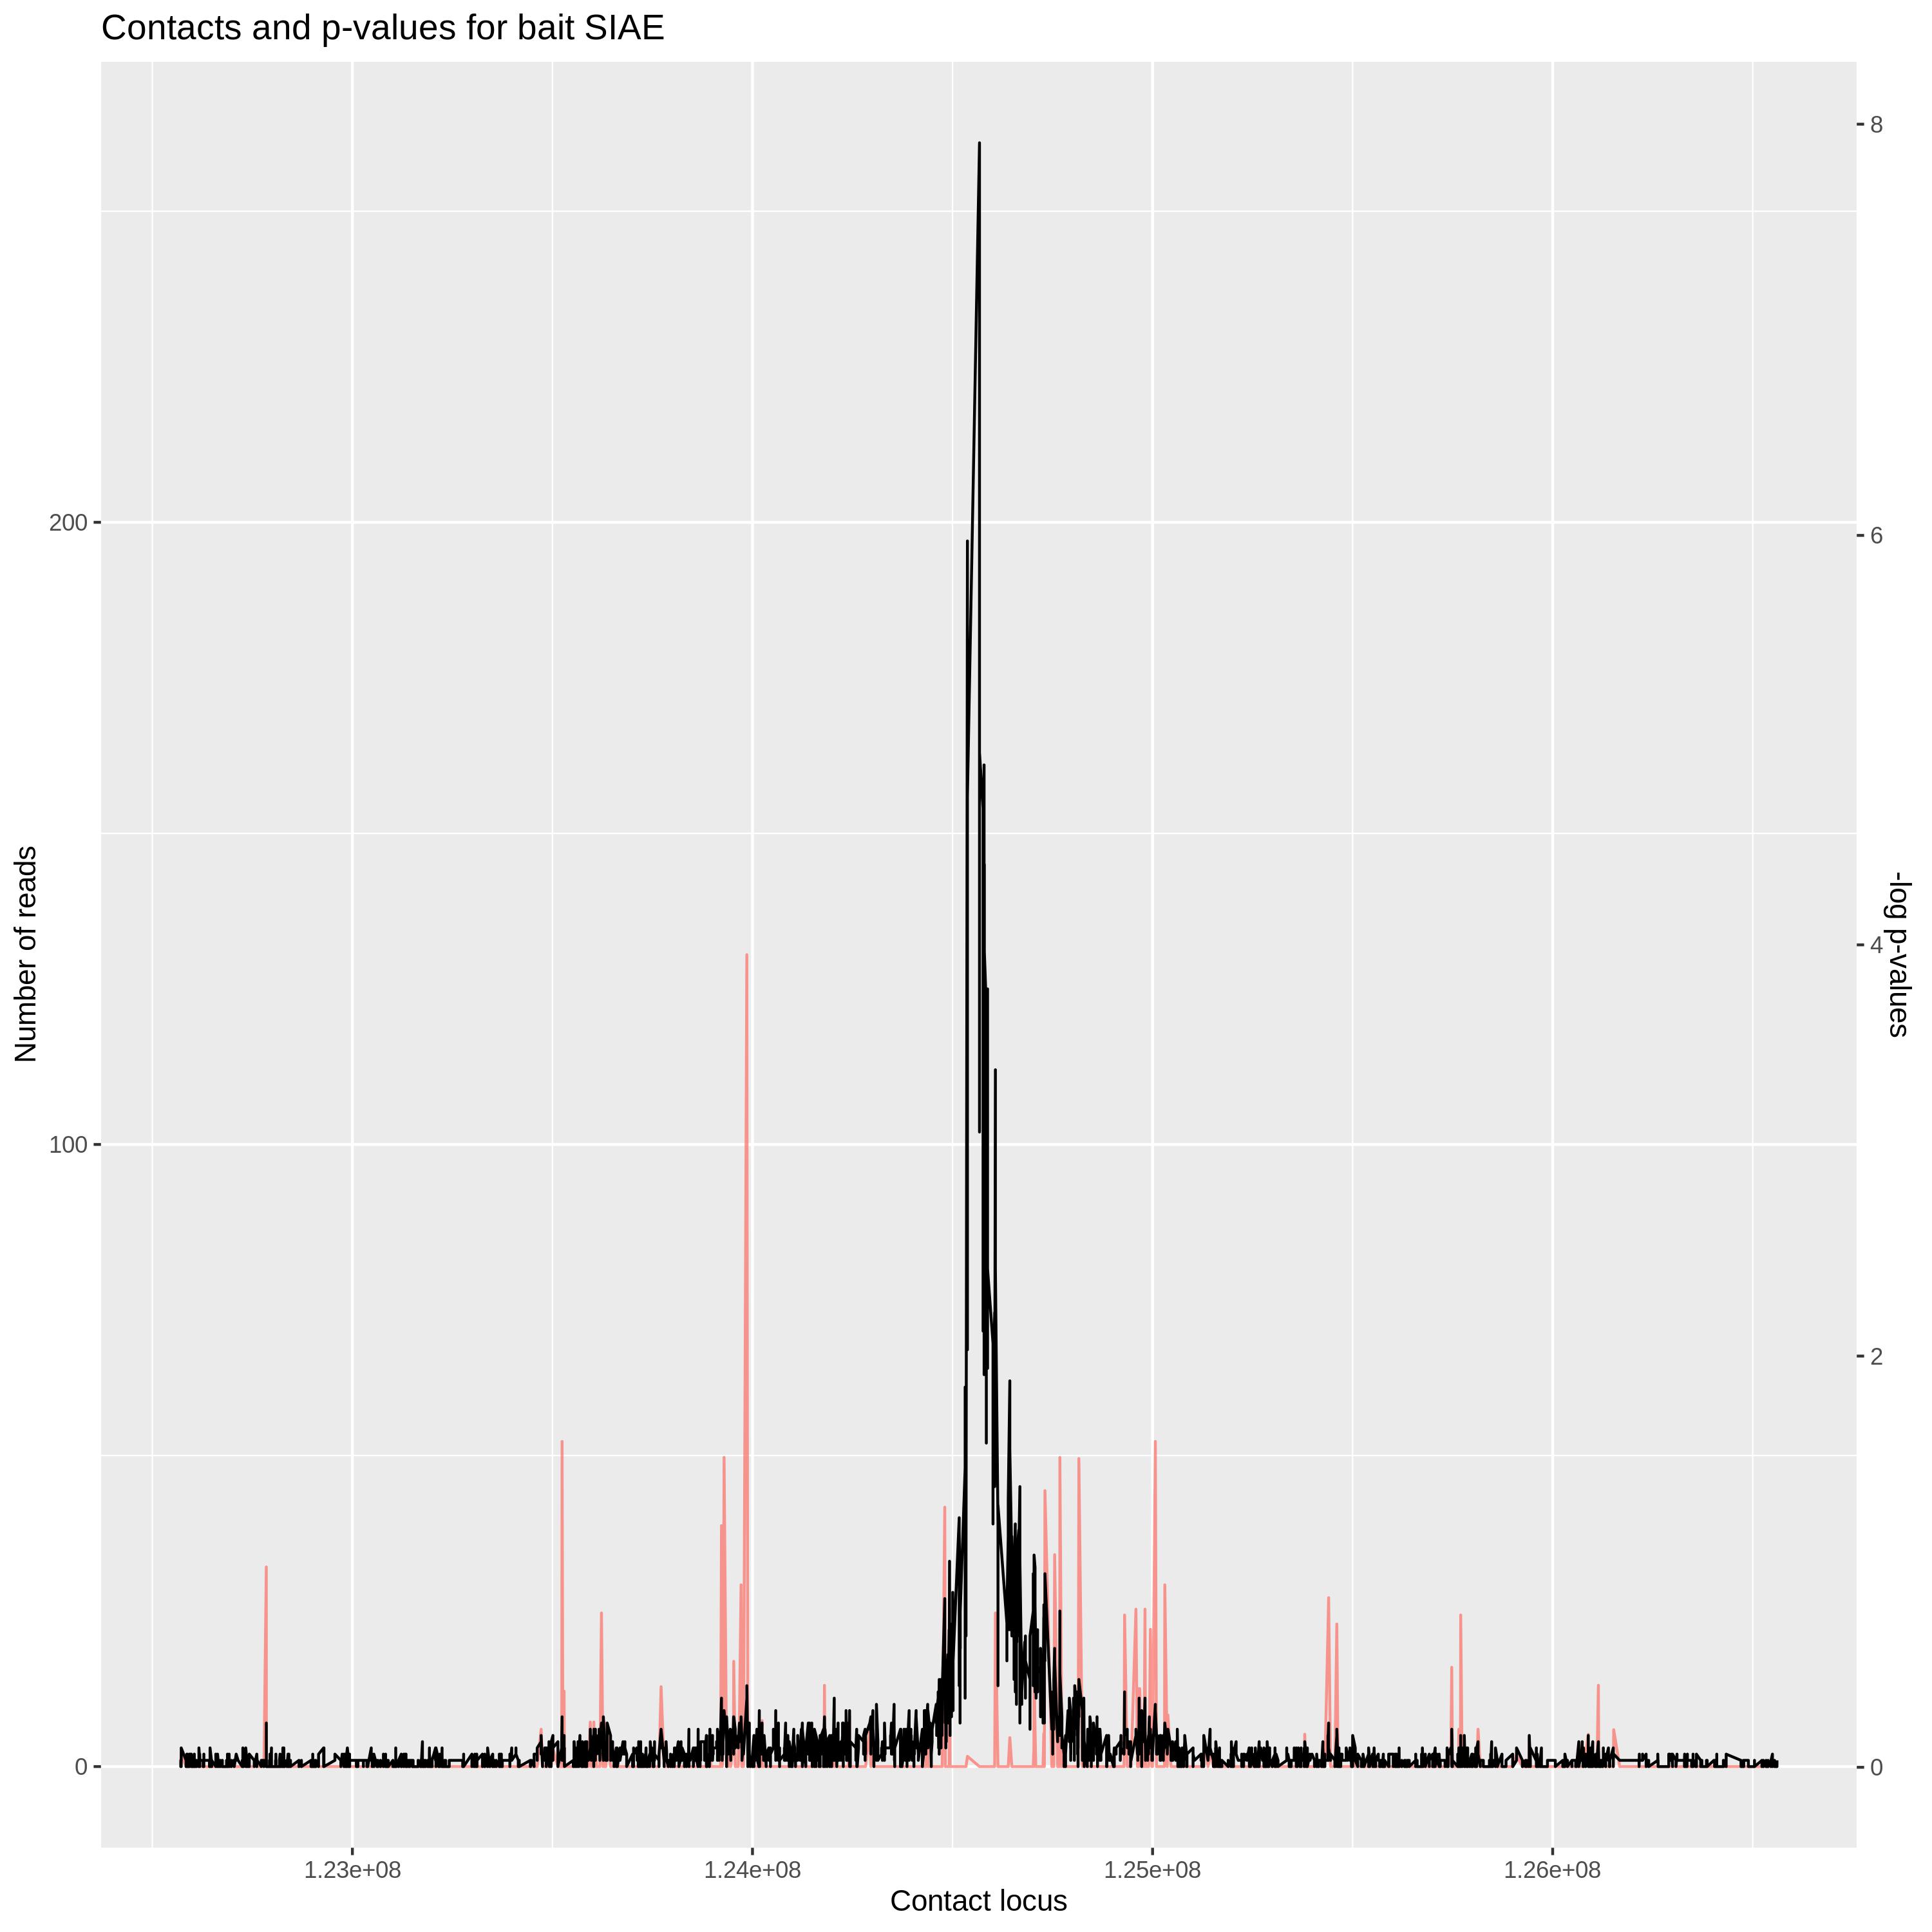 Contacts and p-values for bait SIAE
Number of reads
200
100
0
8
6
4
2
0
-log p-values
1.23e+08
1.24e+08
1.25e+08
1.26e+08
Contact locus